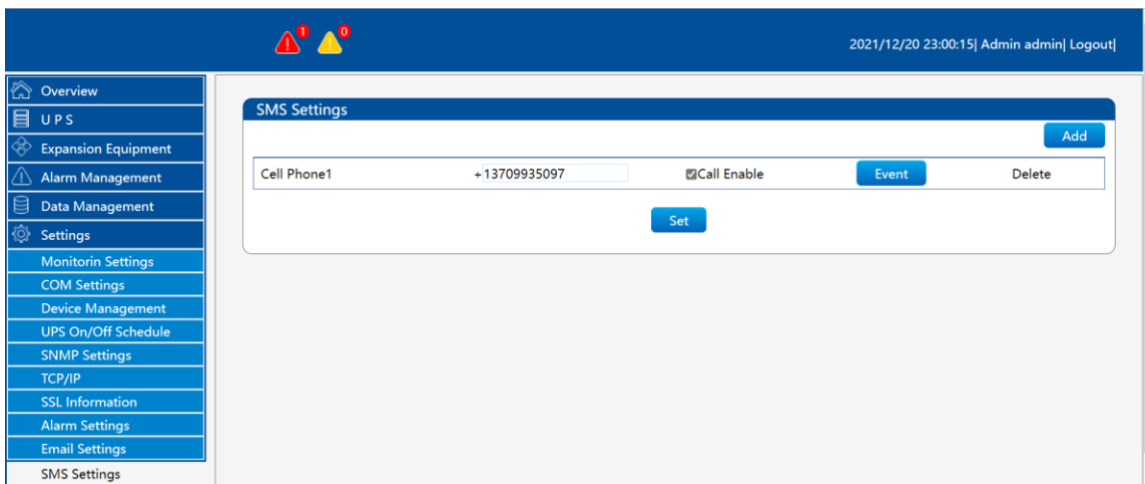 1 0
2021/12/20 23:00:15| Admin admin| Logout|
Overview
U P S
Expansion Equipment
Alarm Management
Data Management
Settings
Monitorin Settings
COM Settings
Device Management
UPS On/Off Schedule
SNMP Settings
TCP/IP
SSL Information
Alarm Settings
Email Settings
SMS Settings
SMS Settings
Add
Cell Phone1 +13709935097 Call Enable Event Delete
Set